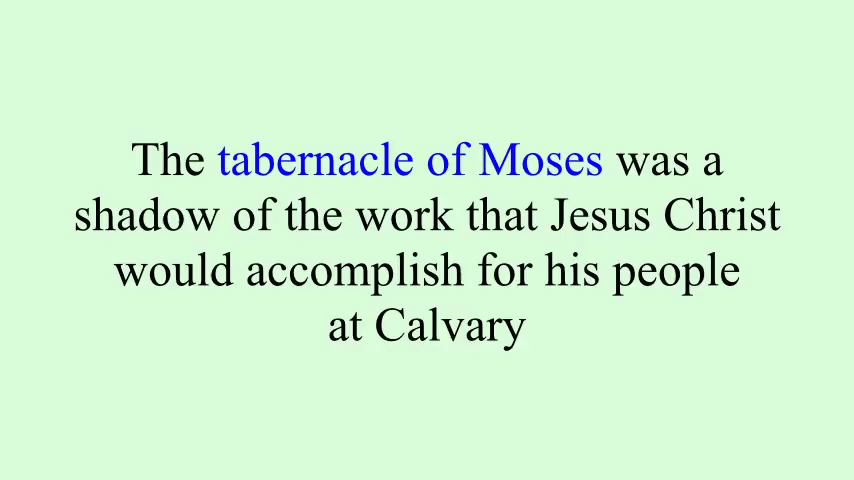 The tabernacle of Moses was a
shadow of the work that Jesus Christ
would accomplish for his people
at Calvary